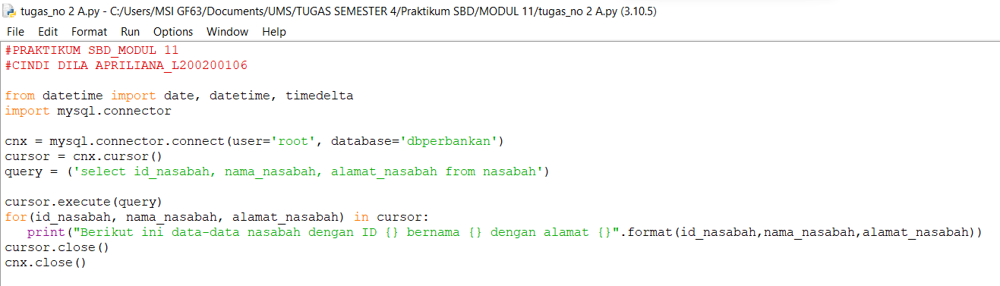 tugas_no 2 A.py - C:/Users/MSI GF63/Documents/UMS/TUGAS SEMESTER 4/Praktikum SBD/MODUL 11/tugas_no 2 A.py (3.10.5)
File Edit Format Run Options Window Help
#PRAKTIKUM SBD_MODUL 11
#CINDI DILA APRILIANA_L200200106
from datetime import date, datetime, timedelta
import mysql.connector
cnx = mysql.connector.connect(user='root', database='dbperbankan')
cursor = cnx.cursor()
query = ('select id_nasabah, nama_nasabah, alamat_nasabah from nasabah')
cursor.execute(query)
for(id_nasabah, nama_nasabah, alamat_nasabah) in cursor:
   print("Berikut ini data-data nasabah dengan ID {} bernama {} dengan alamat {}".format(id_nasabah,nama_nasabah,alamat_nasabah))
cursor.close()
cnx.close()